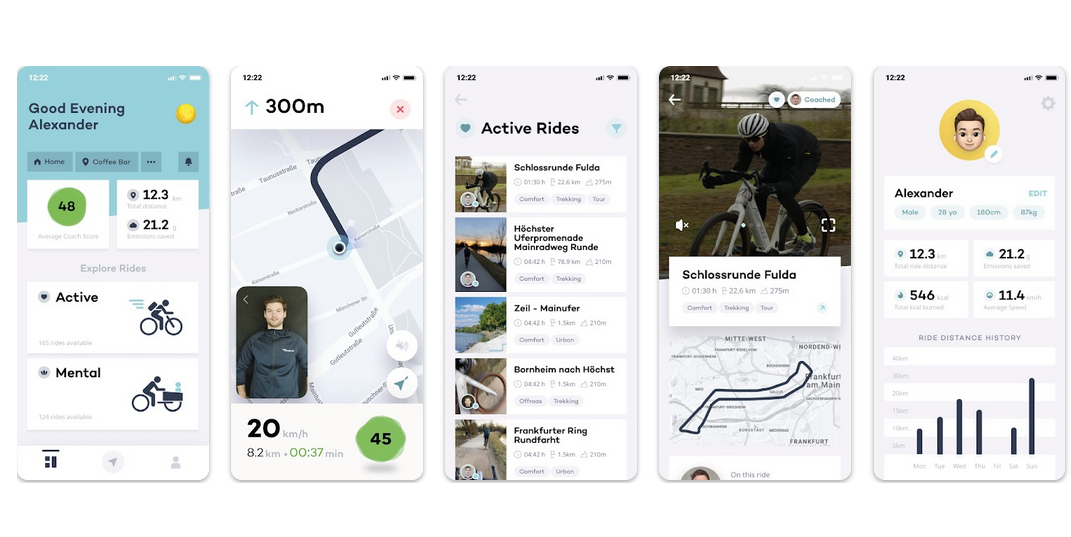 12:22
Good Evening
Alexander
Home
Coffee Bar
48
Average Coach Score
12.3 km
Total distance
21.2 g
Emissions saved
Explore Rides
Active
165 rides available
Mental
124 rides available
12:22
300m
Taunusstraße
Taunusstraße
Neckarstraße
Kaiserstraße
Kaiserstraße
Münchener Str.
Gutleutstraße
Gutleutstraße
20 km/h
8.2 km • 00:37 min
45
12:22
Active Rides
Schlossrunde Fulda
01:30 h 22.6 km 275m
Comfort Trekking Tour
Höchster
Uferpromenade
Mainradweg Runde
04:42 h 78.9 km 210m
Comfort Trekking
Zeil - Mainufer
04:42 h 1.5km 210m
Comfort Urban
Bornheim nach Höchst
04:42 h 1.5km 210m
Offroas Trekking
Frankfurter Ring
Rundfarht
04:42 h 1.5km 210m
Comfort Urban
12:22
Coached
Schlossrunde Fulda
01:30 h 22.6 km 275m
Comfort Trekking Tour
MITTE-WEST
NORDEND-WI
Frankfurt
am Main
FRANKFURT
On this ride
12:22
Alexander
EDIT
Male 28 yo 180cm 87kg
12.3 km
Total ride distance
21.2 g
Emissions saved
546 kcal
Total kcal burned
11.4 km/h
Average Speed
RIDE DISTANCE HISTORY
40km
30km
20km
15km
10km
5km
Mon Tue Wed Thu Fri Sat Sun